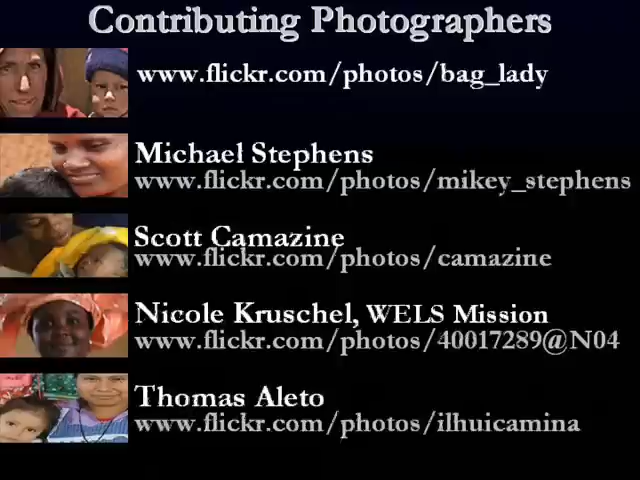 Contributing Photographers
www.flickr.com/photos/bag_lady
Michael Stephens
www.flickr.com/photos/mikey_stephens
Scott Camazine
www.flickr.com/photos/camazine
Nicole Kruschel, WELS Mission
www.flickr.com/photos/40017289@N04
Thomas Aleto
www.flickr.com/photos/ilhuicamina